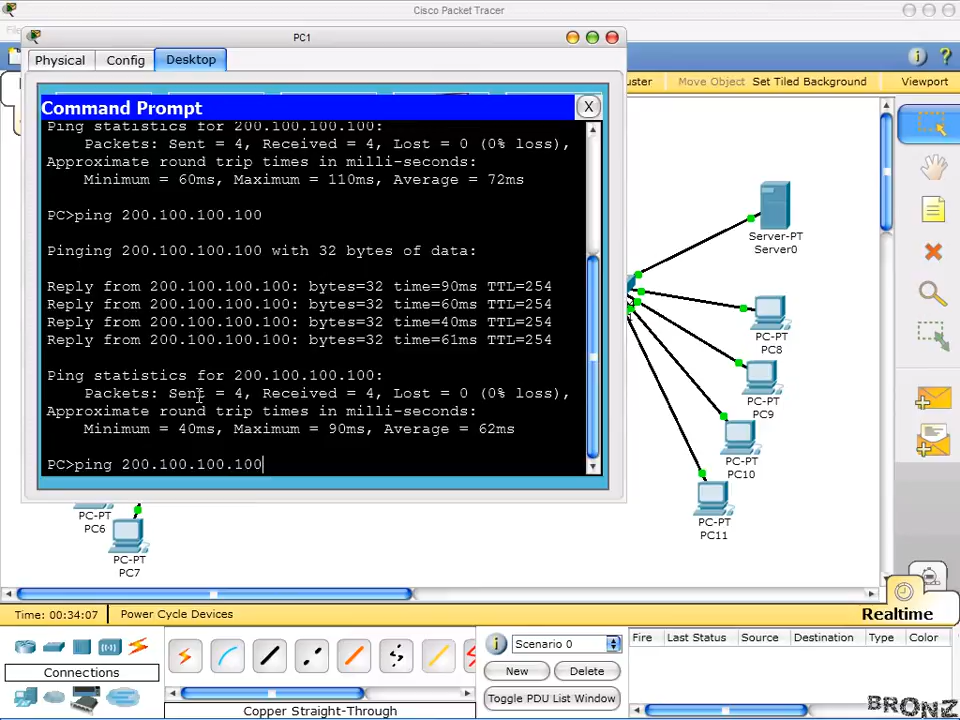 Cisco Packet Tracer
PC1
Physical Config Desktop
Move Object Set Tiled Background Viewport
Command Prompt
X
Ping statistics for 200.100.100.100:
Packets: Sent = 4, Received = 4, Lost = 0 (0% loss),
Approximate round trip times in milli-seconds:
Minimum = 60ms, Maximum = 110ms, Average = 72ms
PC>ping 200.100.100.100
Pinging 200.100.100.100 with 32 bytes of data:
Reply from 200.100.100.100: bytes=32 time=90ms TTL=254
Reply from 200.100.100.100: bytes=32 time=60ms TTL=254
Reply from 200.100.100.100: bytes=32 time=40ms TTL=254
Reply from 200.100.100.100: bytes=32 time=61ms TTL=254
Ping statistics for 200.100.100.100:
Packets: Sent = 4, Received = 4, Lost = 0 (0% loss),
Approximate round trip times in milli-seconds:
Minimum = 40ms, Maximum = 90ms, Average = 62ms
PC>ping 200.100.100.100
Server-PT
Server0
PC-PT
PC8
PC-PT
PC9
PC-PT
PC10
PC-PT
PC11
PC-PT
PC6
PC-PT
PC7
Time: 00:34:07 Power Cycle Devices
Realtime
Connections
Copper Straight-Through
Scenario 0
New Delete
Toggle PDU List Window
Fire Last Status Source Destination Type Color
BRONZ